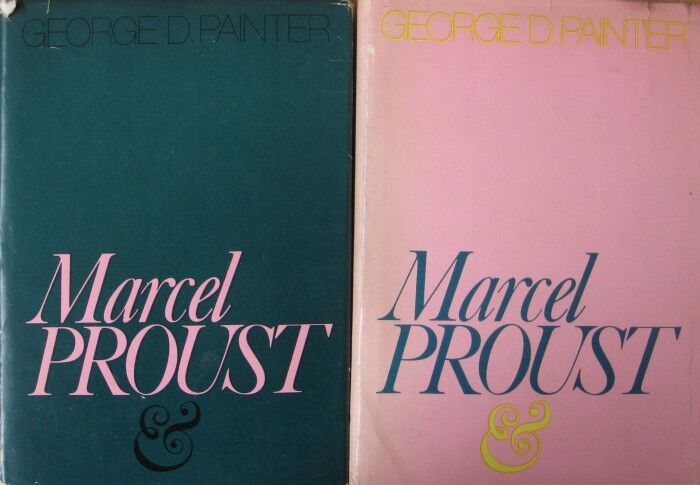 GEORGE D. PAINTER
Marcel
PROUST
&
GEORGE D. PAINTER
Marcel
PROUST
&